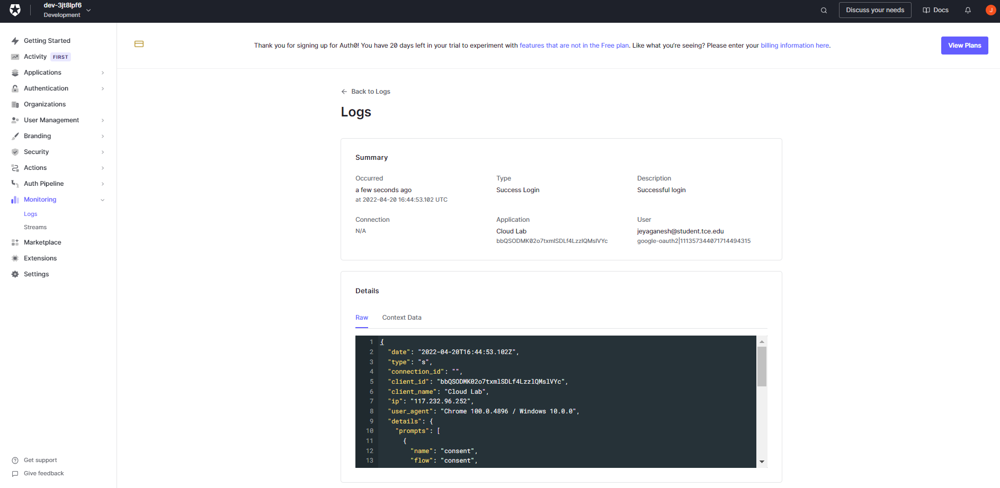 dev-3jt8lpf6
Development
Discuss your needs
Docs
J
Getting Started
Activity FIRST
Applications
Authentication
Organizations
User Management
Branding
Security
Actions
Auth Pipeline
Monitoring
Logs
Streams
Marketplace
Extensions
Settings
Get support
Give feedback
Thank you for signing up for Auth0! You have 20 days left in your trial to experiment with features that are not in the Free plan. Like what you're seeing? Please enter your billing information here.
View Plans
Back to Logs
Logs
Summary
Occurred
a few seconds ago
at 2022-04-20 16:44:53.102 UTC
Type
Success Login
Description
Successful login
Connection
N/A
Application
Cloud Lab
bbQSODMK02o7txmlSDLf4LzzlQMslVYc
User
jeyaganesh@student.tce.edu
google-oauth2|111357344071714494315
Details
Raw Context Data
1 {
2 "date": "2022-04-20T16:44:53.102Z",
3 "type": "s",
4 "connection_id": "",
5 "client_id": "bbQSODMK02o7txmlSDLf4LzzlQMslVYc",
6 "client_name": "Cloud Lab",
7 "ip": "117.232.96.252",
8 "user_agent": "Chrome 100.0.4896 / Windows 10.0.0",
9 "details": {
10 "prompts": [
11 {
12 "name": "consent",
13 "flow": "consent",